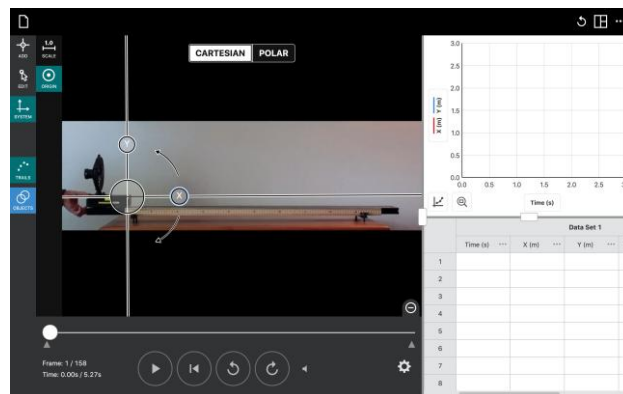 1.0
ADD
SCALE
CARTESIAN POLAR
EDIT
ORIGIN
SYSTEM
TRAILS
OBJECTS
Y
X
Frame: 1 / 158
Time: 0.00s / 5.27s
3.0
2.5
2.0
1.5
1.0
0.5
0.0
X (m) Y (m)
0.0 0.5 1.0 1.5 2.0 2.5
Time (s)
Data Set 1
Time (s) ··· X (m) ··· Y (m) ···
1
2
3
4
5
6
7
8